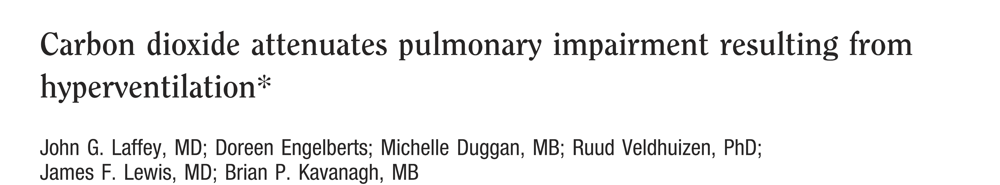 Carbon dioxide attenuates pulmonary impairment resulting from
hyperventilation*
John G. Laffey, MD; Doreen Engelberts; Michelle Duggan, MB; Ruud Veldhuizen, PhD;
James F. Lewis, MD; Brian P. Kavanagh, MB